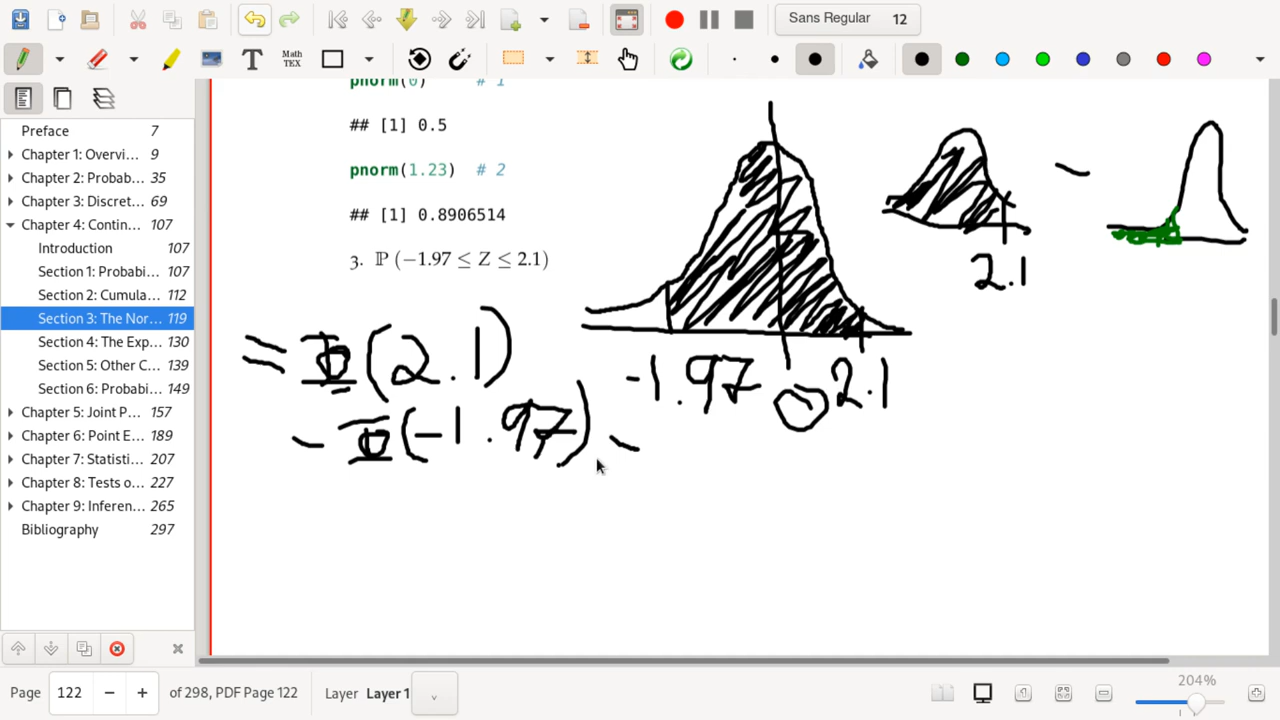 Sans Regular 12
T Math TEX
Preface 7
Chapter 1: Overvi... 9
Chapter 2: Probab... 35
Chapter 3: Discret... 69
Chapter 4: Contin... 107
Introduction 107
Section 1: Probabi... 107
Section 2: Cumula... 112
Section 3: The Nor... 119
Section 4: The Exp... 130
Section 5: Other C... 139
Section 6: Probabi... 149
Chapter 5: Joint P... 157
Chapter 6: Point E... 189
Chapter 7: Statisti... 207
Chapter 8: Tests o... 227
Chapter 9: Inferen... 265
Bibliography 297
pnorm(0) # 1
## [1] 0.5
pnorm(1.23) # 2
## [1] 0.8906514
3. ℙ (−1.97 ≤ Z ≤ 2.1)
= Φ(2.1)
- Φ(-1.97) -
-1.97 0 2.1
-
2.1
Page 122 − + of 298, PDF Page 122 Layer Layer 1 204%